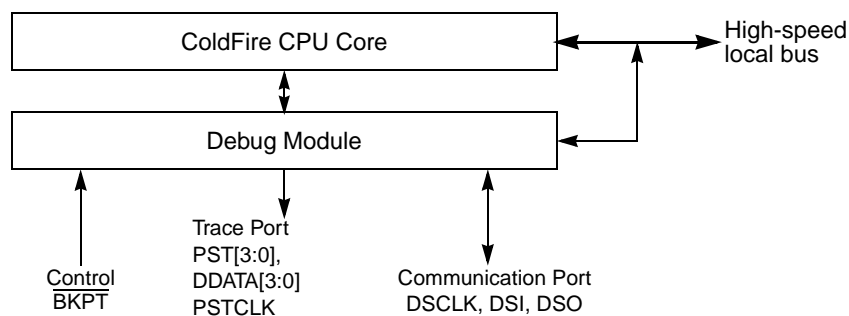 ColdFire CPU Core
High-speed
local bus
Debug Module
Trace Port
PST[3:0],
DDATA[3:0]
PSTCLK
Control
BKPT
Communication Port
DSCLK, DSI, DSO